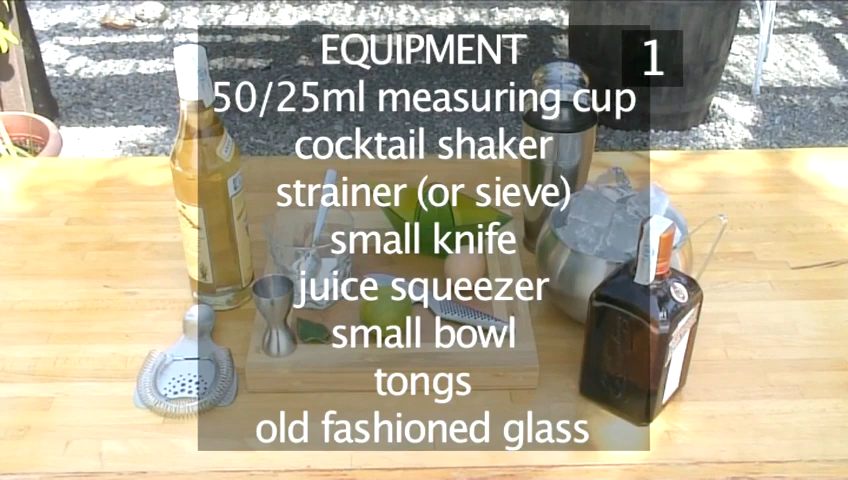 EQUIPMENT
1
50/25ml measuring cup
cocktail shaker
strainer (or sieve)
small knife
juice squeezer
small bowl
tongs
old fashioned glass